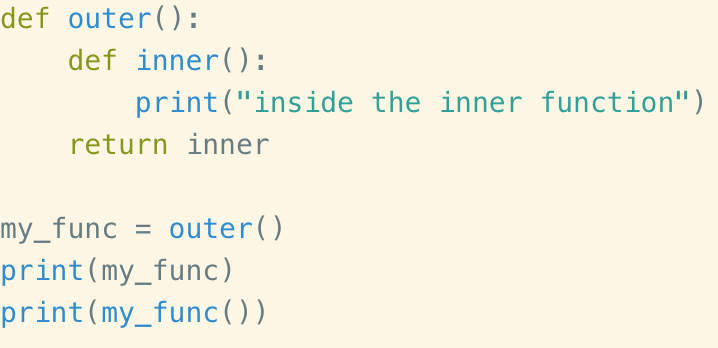 def outer():
    def inner():
        print("inside the inner function")
    return inner

my_func = outer()
print(my_func)
print(my_func())